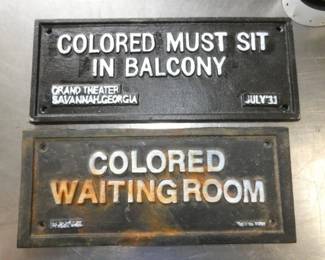 COLORED MUST SIT
IN BALCONY
GRAND THEATER
SAVANNAH,GEORGIA
JULY'31
COLORED
WAITING ROOM